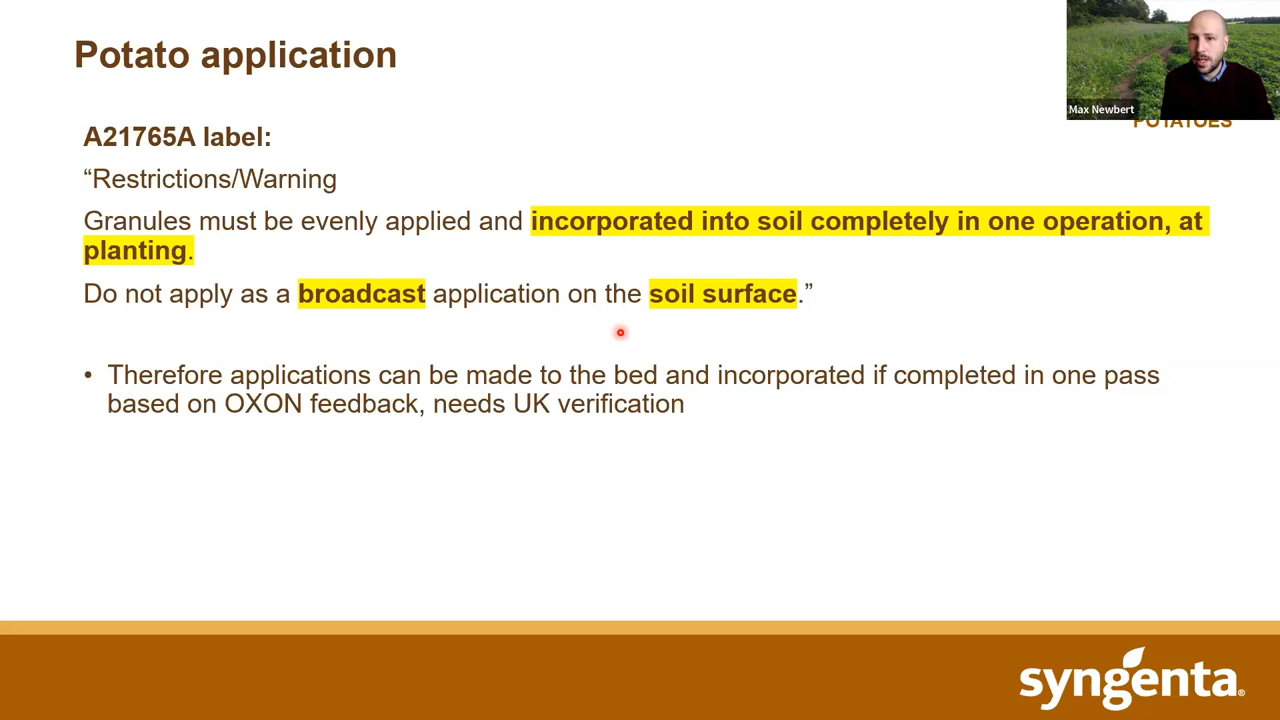 Potato application
Max Newbert
POTATOES
A21765A label:
“Restrictions/Warning
Granules must be evenly applied and incorporated into soil completely in one operation, at
planting.
Do not apply as a broadcast application on the soil surface.”
• Therefore applications can be made to the bed and incorporated if completed in one pass
based on OXON feedback, needs UK verification
syngenta®